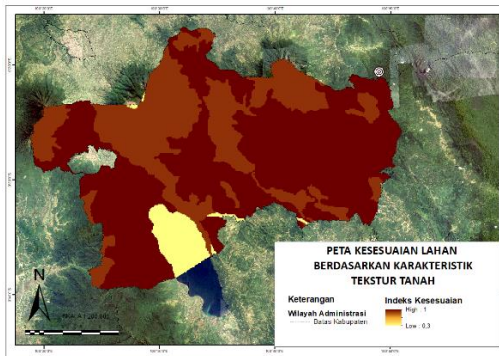 PETA KESESUAIAN LAHAN
BERDASARKAN KARAKTERISTIK
TEKSTUR TANAH
Keterangan
Wilayah Administrasi
Batas Kabupaten
Indeks Kesesuaian
High : 1
Low : 0,3
N